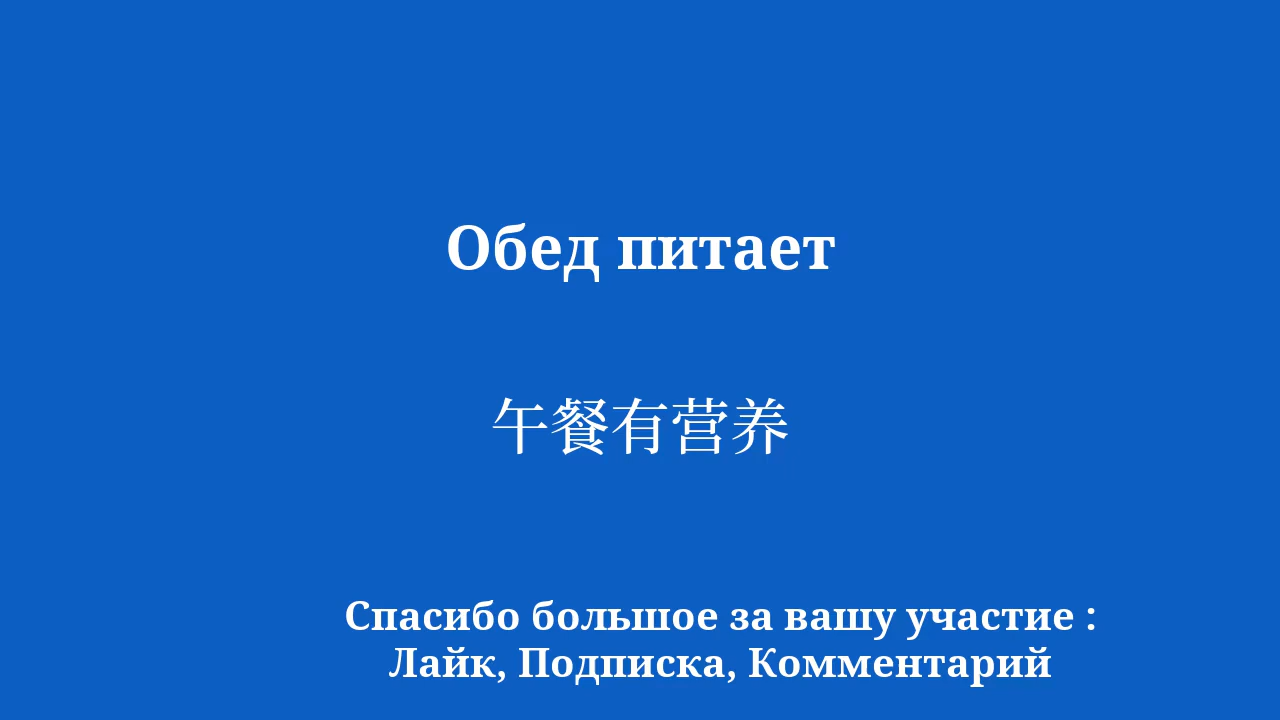 Обед питает
午餐有营养
Спасибо большое за вашу участие :
Лайк, Подписка, Комментарий